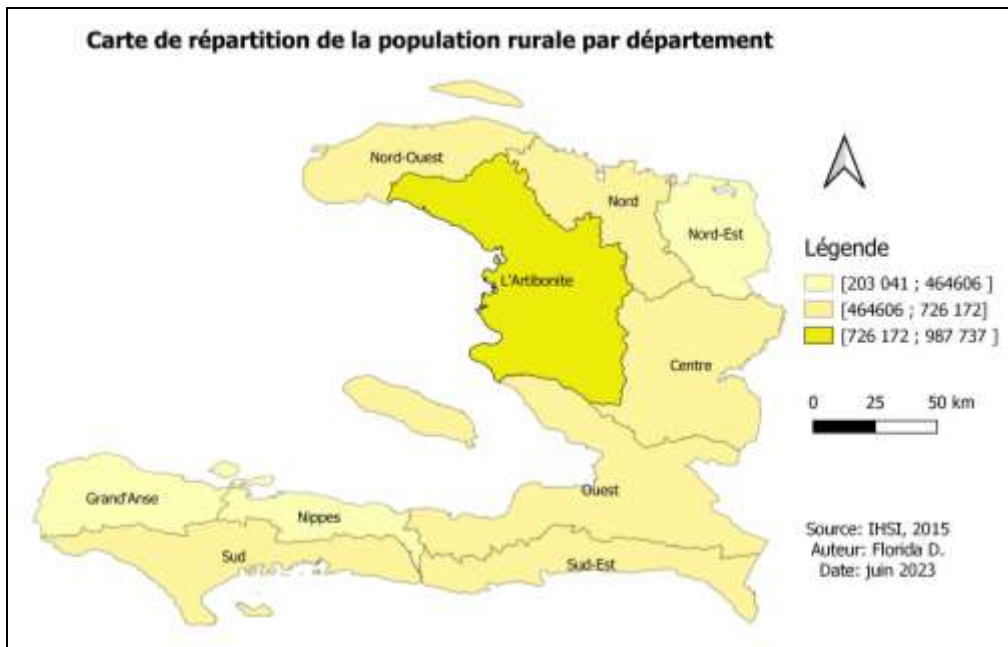 Carte de répartition de la population rurale par département
Nord-Ouest
Nord
Nord-Est
L'Artibonite
Centre
Grand'Anse
Nippes
Ouest
Sud
Sud-Est
Légende
[203 041 ; 464606 ]
[464606 ; 726 172]
[726 172 ; 987 737 ]
0 25 50 km
Source: IHSI, 2015
Auteur: Florida D.
Date: juin 2023